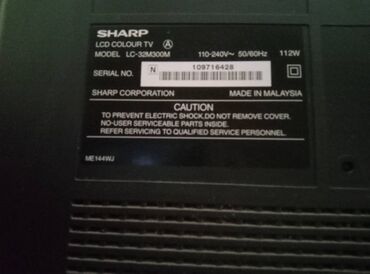 SHARP
LCD COLOUR TV A
MODEL LC-32M300M 110-240V~ 50/60Hz 112W
SERIAL NO. N 109716428
SHARP CORPORATION MADE IN MALAYSIA
CAUTION
TO PREVENT ELECTRIC SHOCK,DO NOT REMOVE COVER.
NO-USER SERVICEABLE PARTS INSIDE.
REFER SERVICING TO QUALIFIED SERVICE PERSONNEL.
ME144WJ